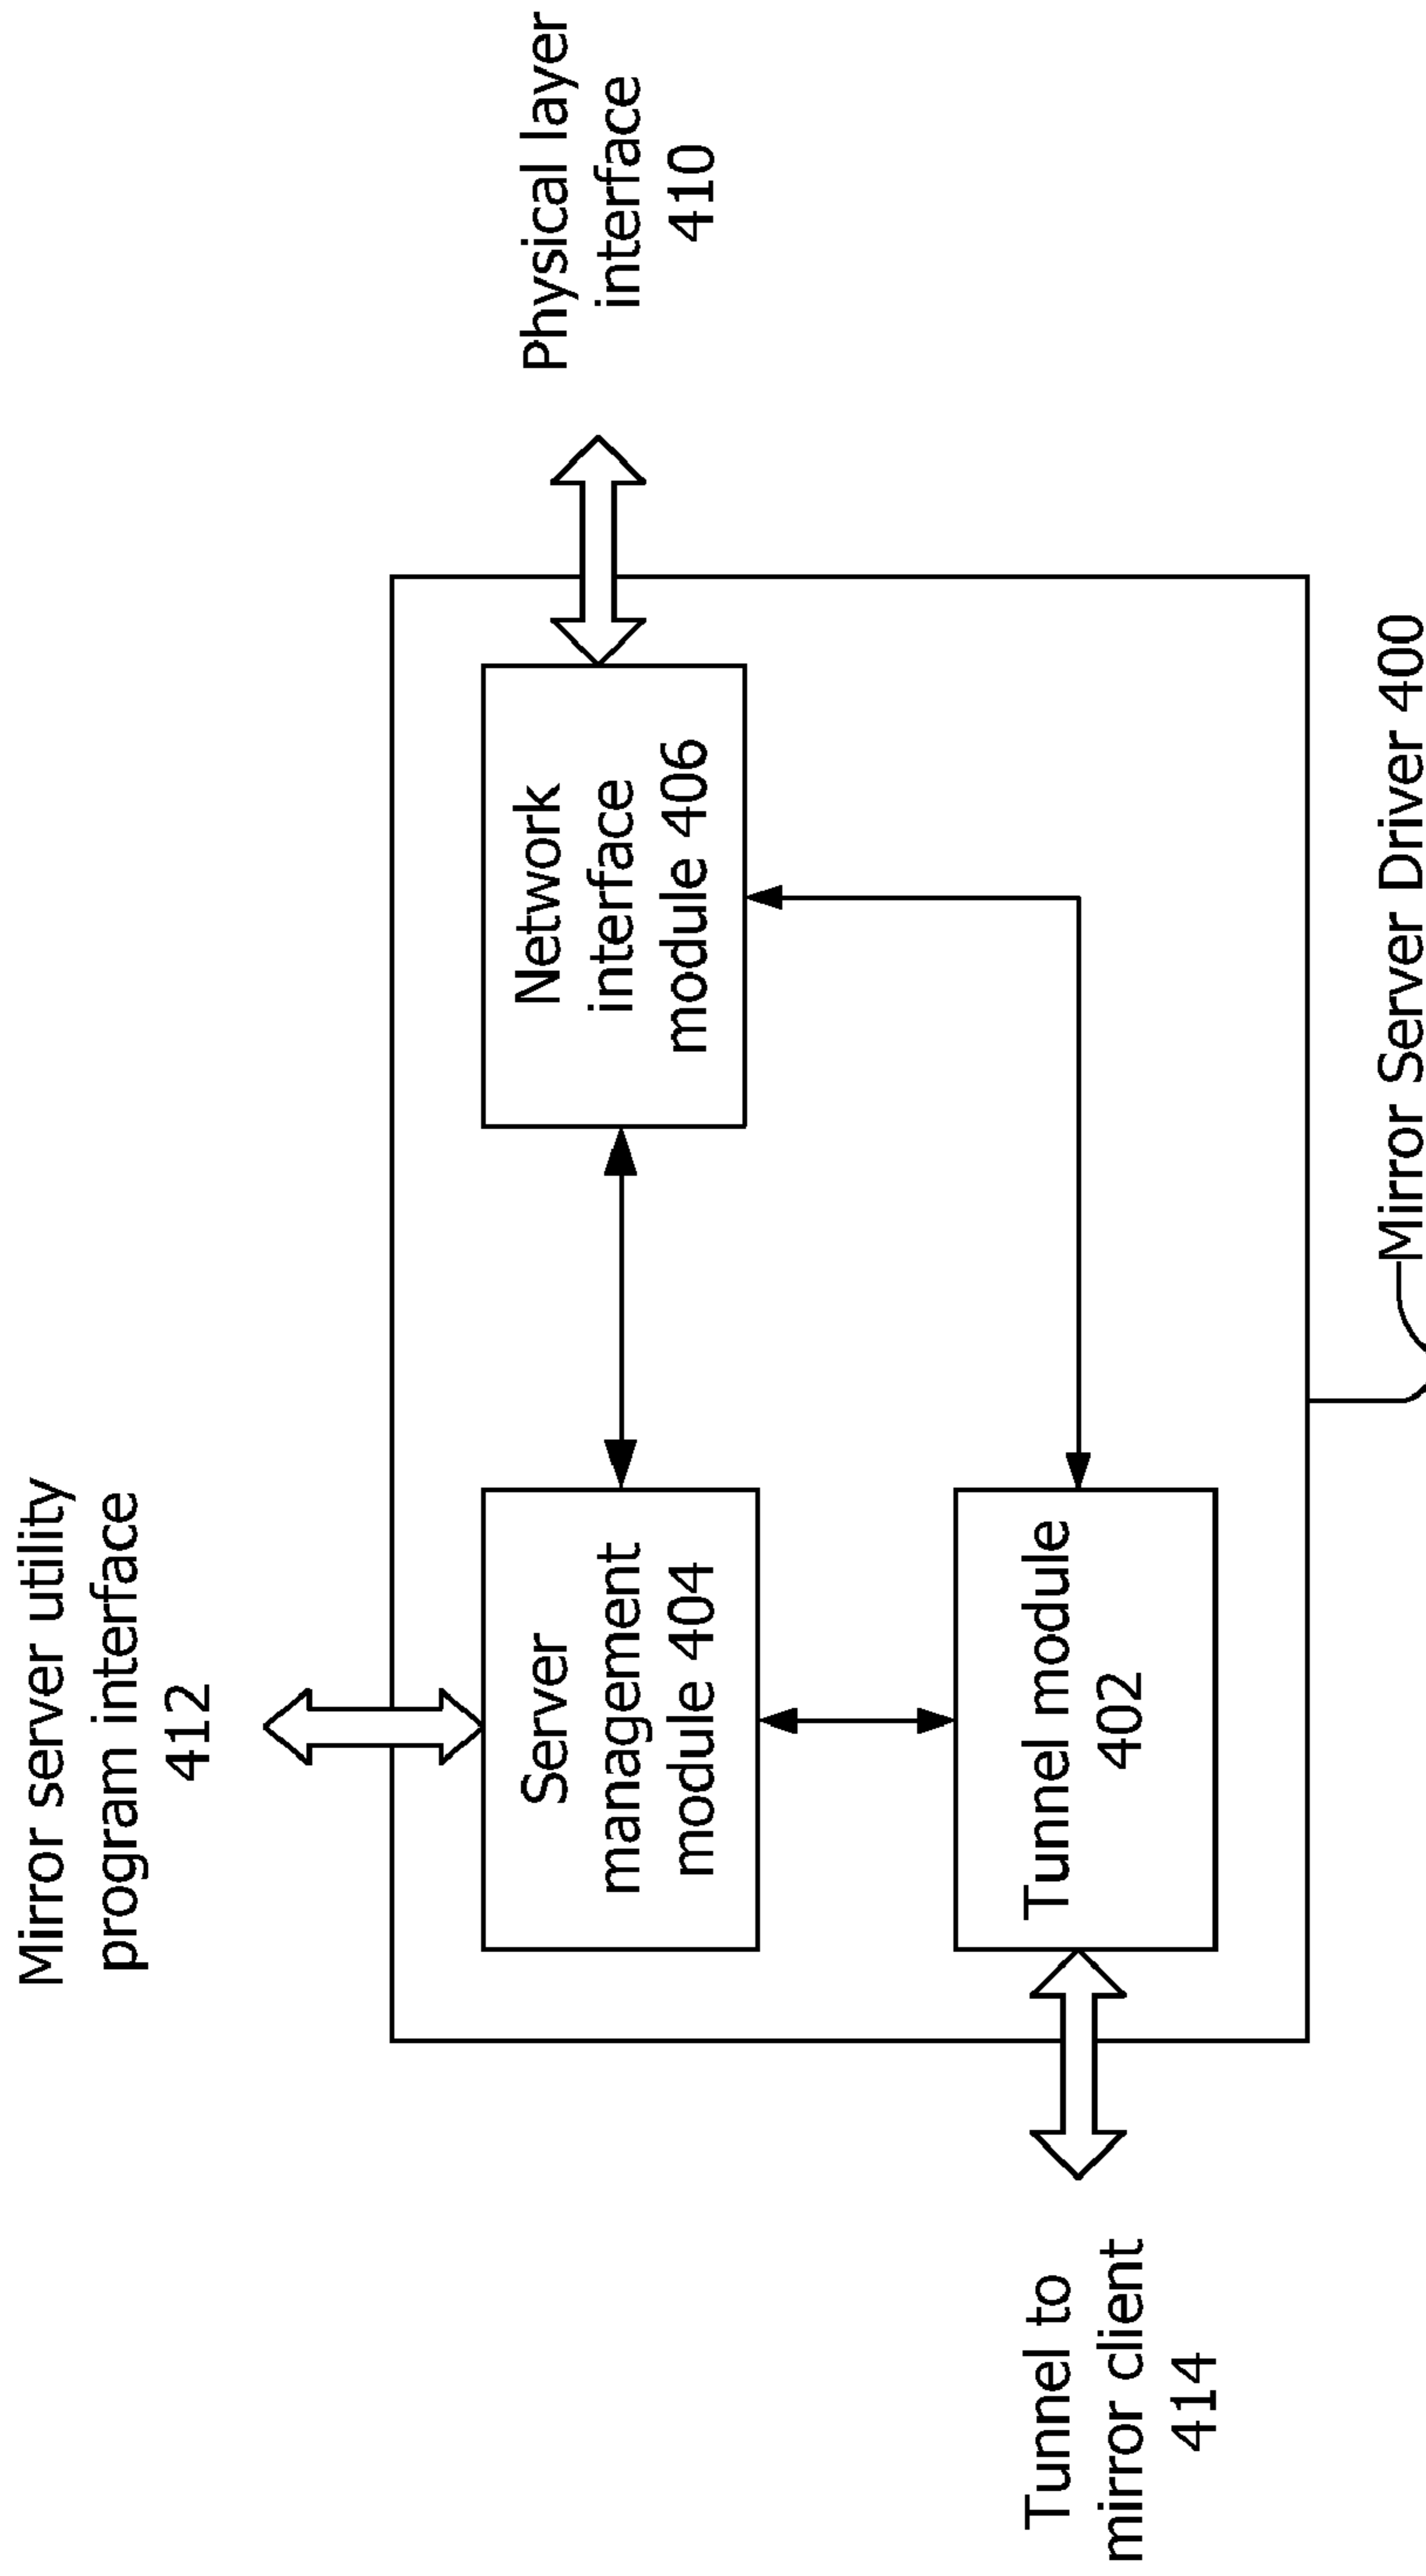 Mirror server utility
program interface
412
Physical layer
interface
410
Server
management
module 404
Network
interface
module 406
Tunnel module
402
Tunnel to
mirror client
414
Mirror Server Driver 400